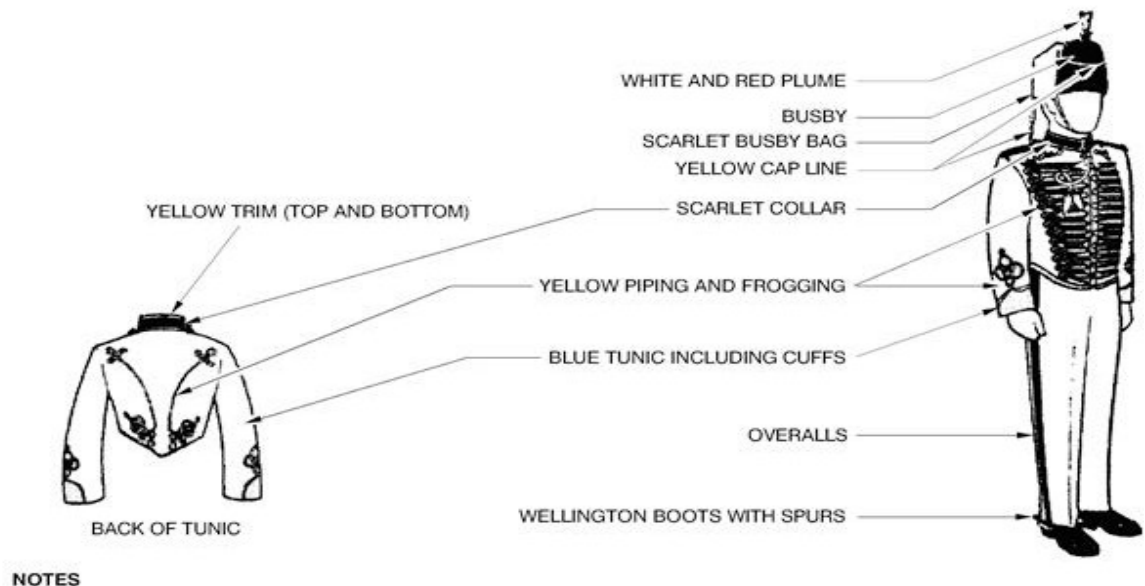 WHITE AND RED PLUME
BUSBY
SCARLET BUSBY BAG
YELLOW CAP LINE
YELLOW TRIM (TOP AND BOTTOM)
SCARLET COLLAR
YELLOW PIPING AND FROGGING
BLUE TUNIC INCLUDING CUFFS
OVERALLS
WELLINGTON BOOTS WITH SPURS
BACK OF TUNIC
NOTES